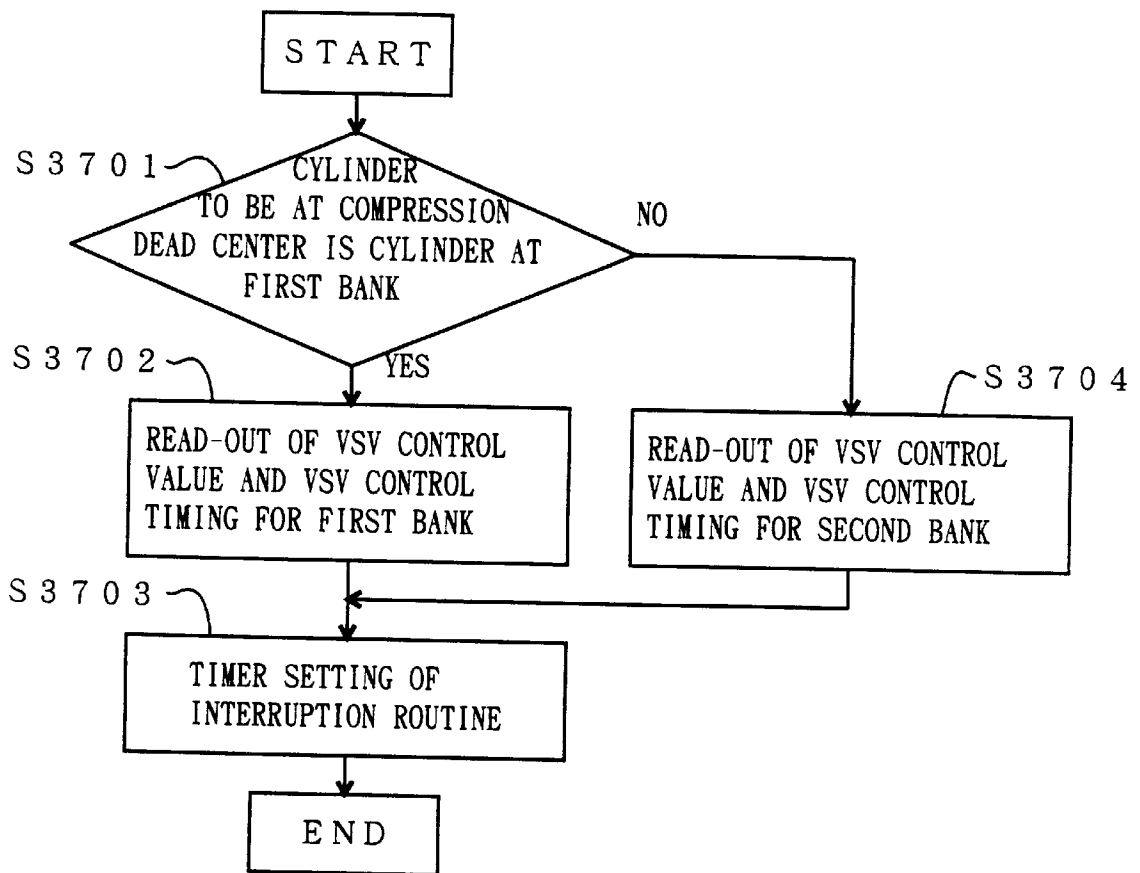 START
S3701
CYLINDER
TO BE AT COMPRESSION
DEAD CENTER IS CYLINDER AT
FIRST BANK
NO
YES
S3702
READ-OUT OF VSV CONTROL
VALUE AND VSV CONTROL
TIMING FOR FIRST BANK
S3704
READ-OUT OF VSV CONTROL
VALUE AND VSV CONTROL
TIMING FOR SECOND BANK
S3703
TIMER SETTING OF
INTERRUPTION ROUTINE
END